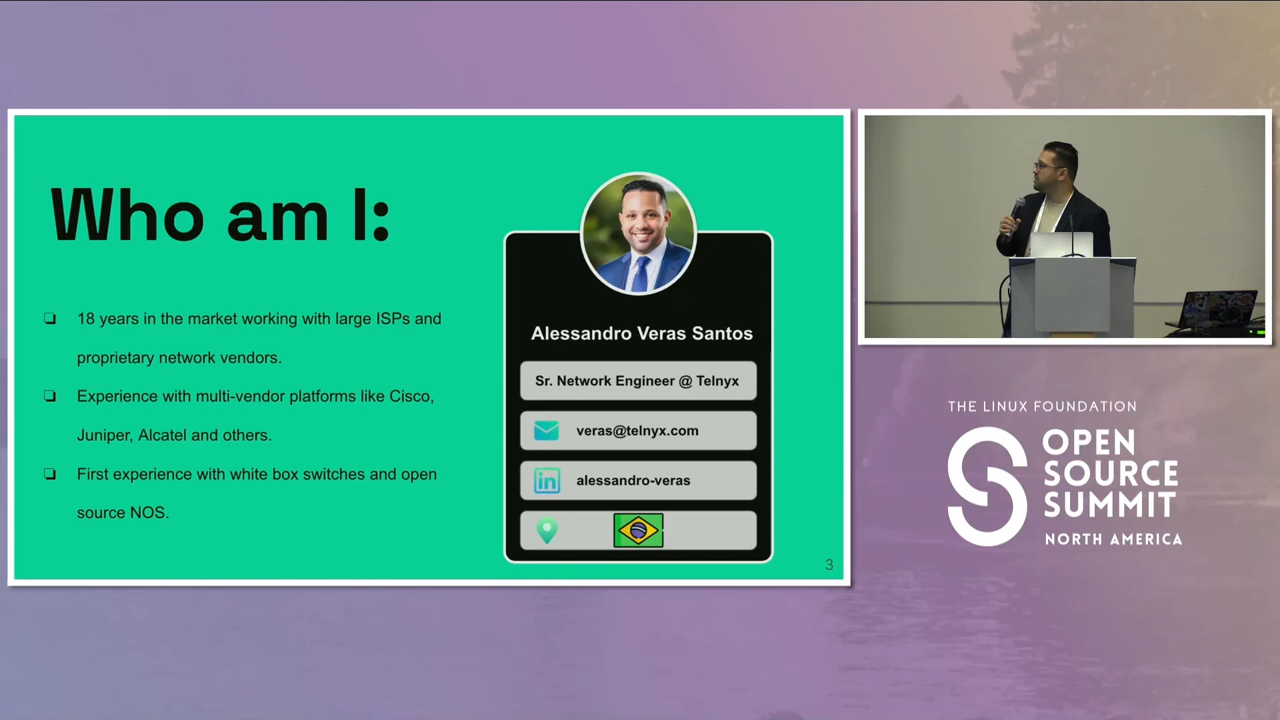 Who am I:
❏ 18 years in the market working with large ISPs and
proprietary network vendors.
❏ Experience with multi-vendor platforms like Cisco,
Juniper, Alcatel and others.
❏ First experience with white box switches and open
source NOS.
Alessandro Veras Santos
Sr. Network Engineer @ Telnyx
veras@telnyx.com
in alessandro-veras
3
THE LINUX FOUNDATION
OPEN
SOURCE
SUMMIT
NORTH AMERICA